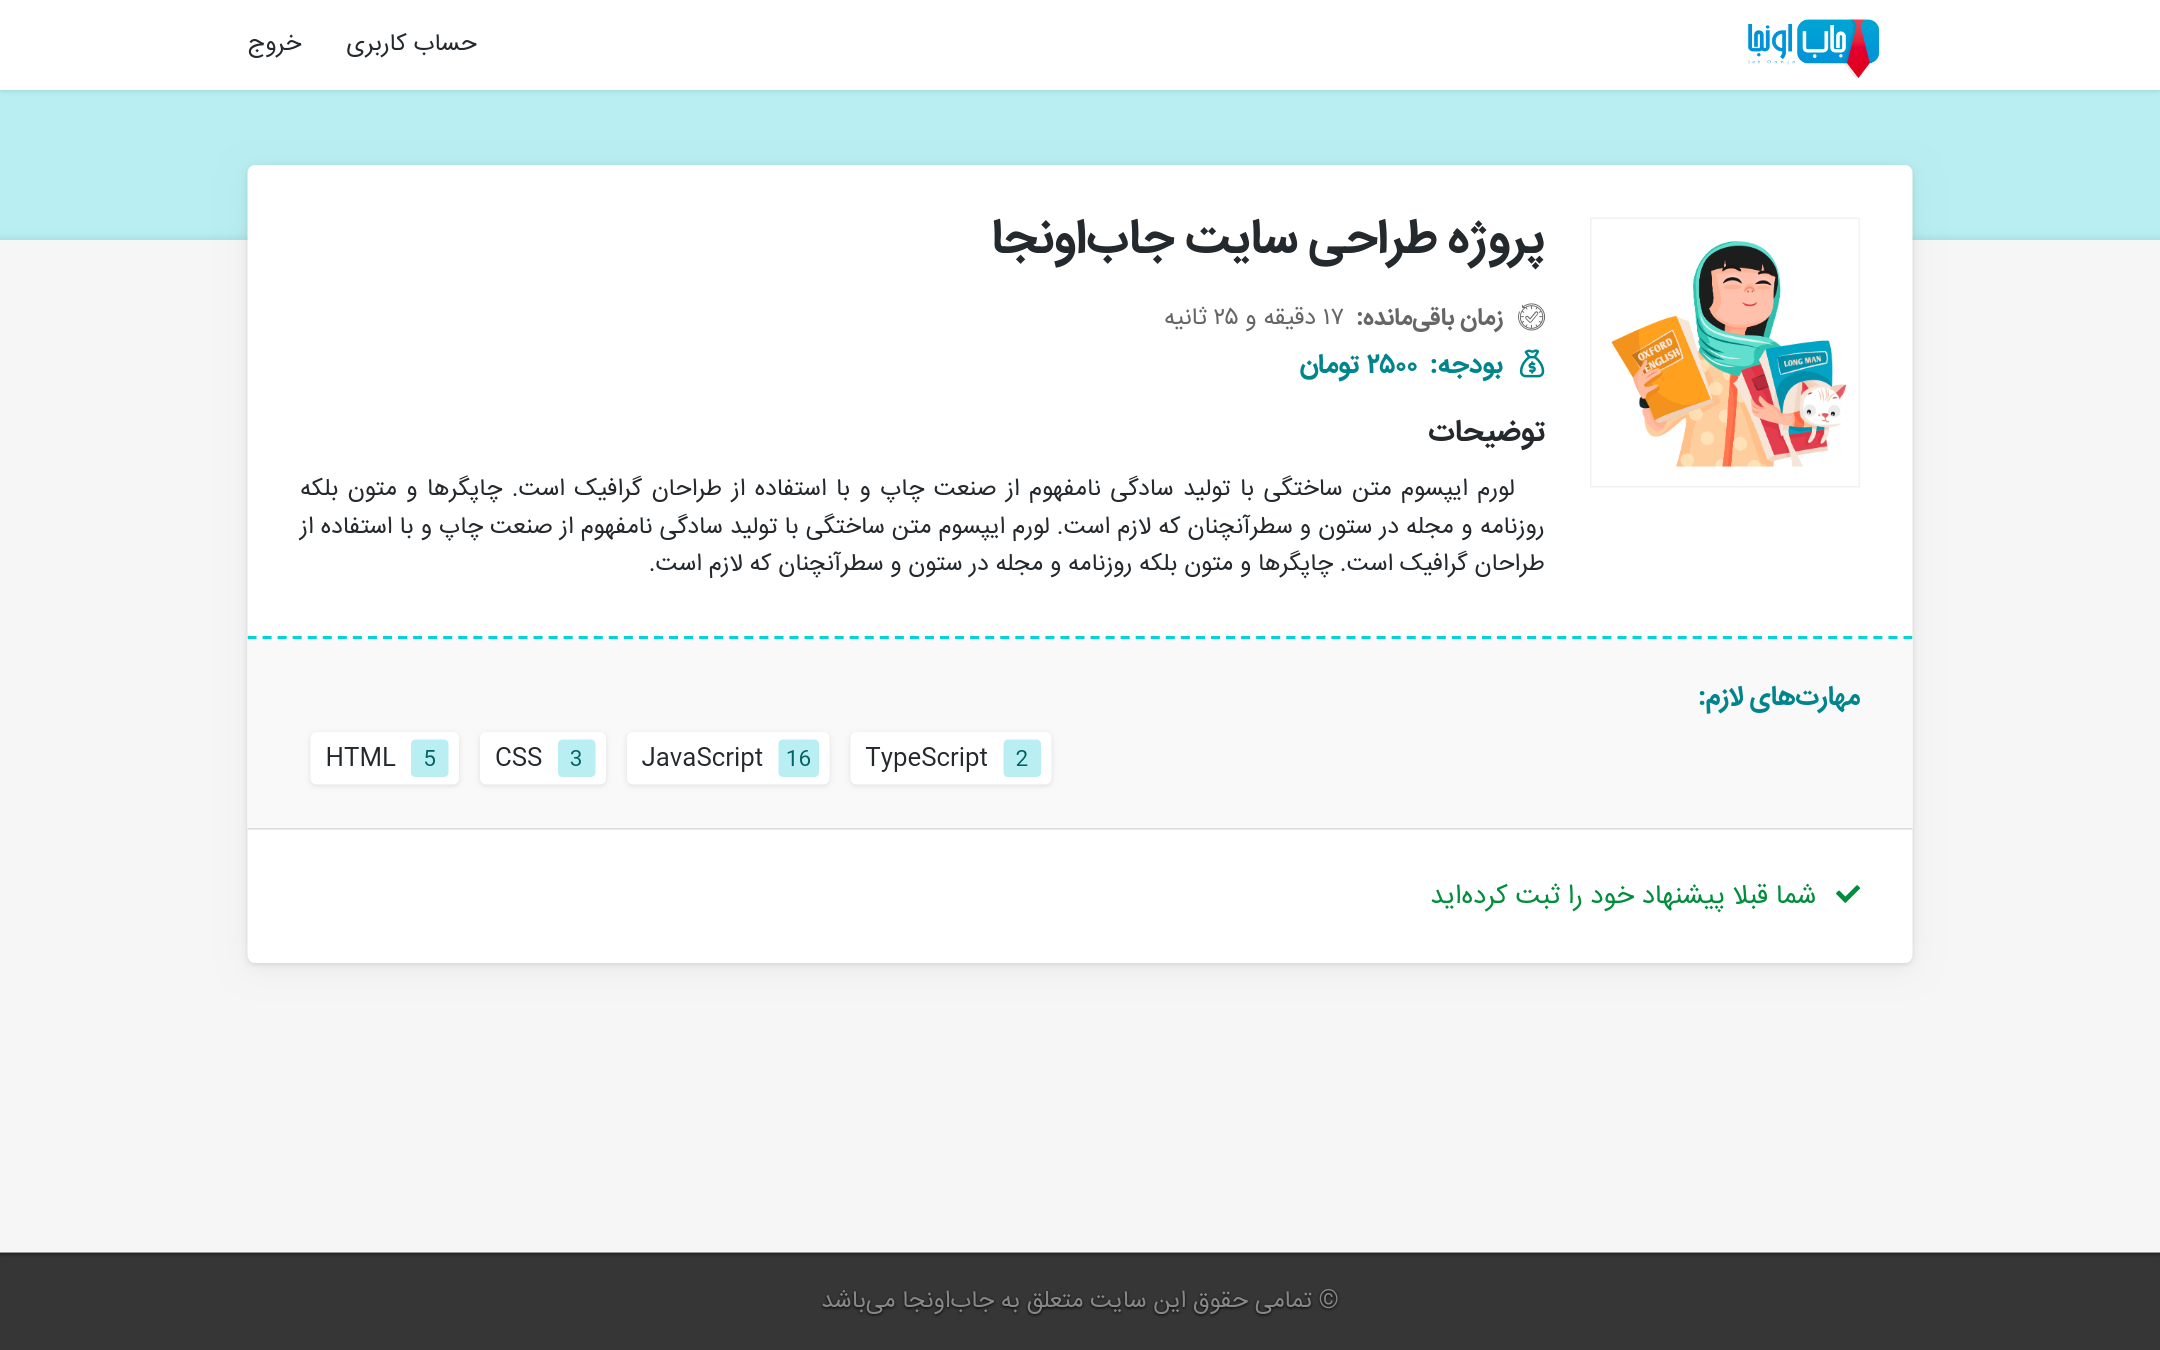 جاب اونجا
حساب کاربری
خروج
پروژه طراحی سایت جاب‌اونجا
زمان باقی‌مانده: ۱۷ دقیقه و ۲۵ ثانیه
بودجه: ۲۵۰۰ تومان
OXFORD
ENGLISH
LONG MAN
توضیحات
لورم ایپسوم متن ساختگی با تولید سادگی نامفهوم از صنعت چاپ و با استفاده از طراحان گرافیک است. چاپگرها و متون بلکه
روزنامه و مجله در ستون و سطرآنچنان که لازم است. لورم ایپسوم متن ساختگی با تولید سادگی نامفهوم از صنعت چاپ و با استفاده از
طراحان گرافیک است. چاپگرها و متون بلکه روزنامه و مجله در ستون و سطرآنچنان که لازم است.
مهارت‌های لازم:
HTML 5 CSS 3 JavaScript 16 TypeScript 2
شما قبلا پیشنهاد خود را ثبت کرده‌اید
© تمامی حقوق این سایت متعلق به جاب‌اونجا می‌باشد